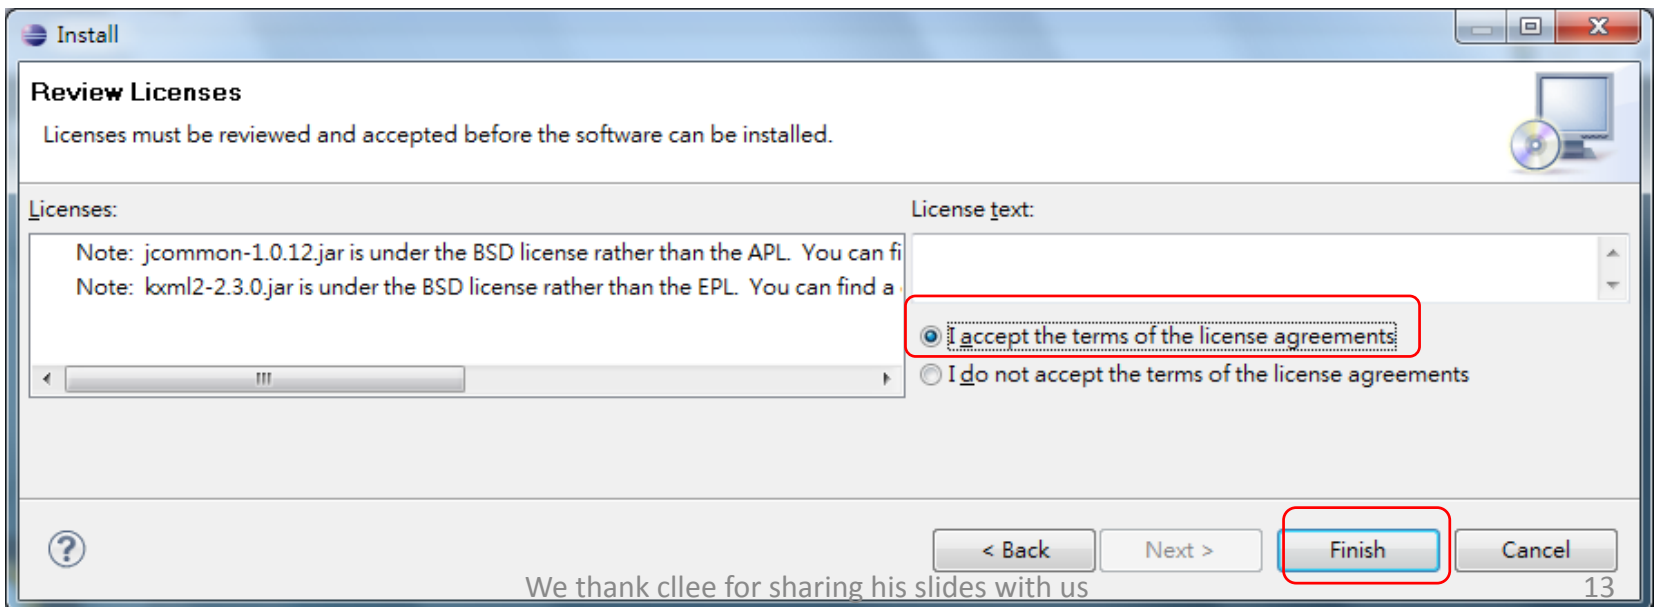 Install
Review Licenses
Licenses must be reviewed and accepted before the software can be installed.
Licenses:
License text:
Note:  jcommon-1.0.12.jar is under the BSD license rather than the APL.  You can fi
Note:  kxml2-2.3.0.jar is under the BSD license rather than the EPL.  You can find a
I accept the terms of the license agreements
I do not accept the terms of the license agreements
< Back
Next >
Finish
Cancel
We thank cllee for sharing his slides with us
13